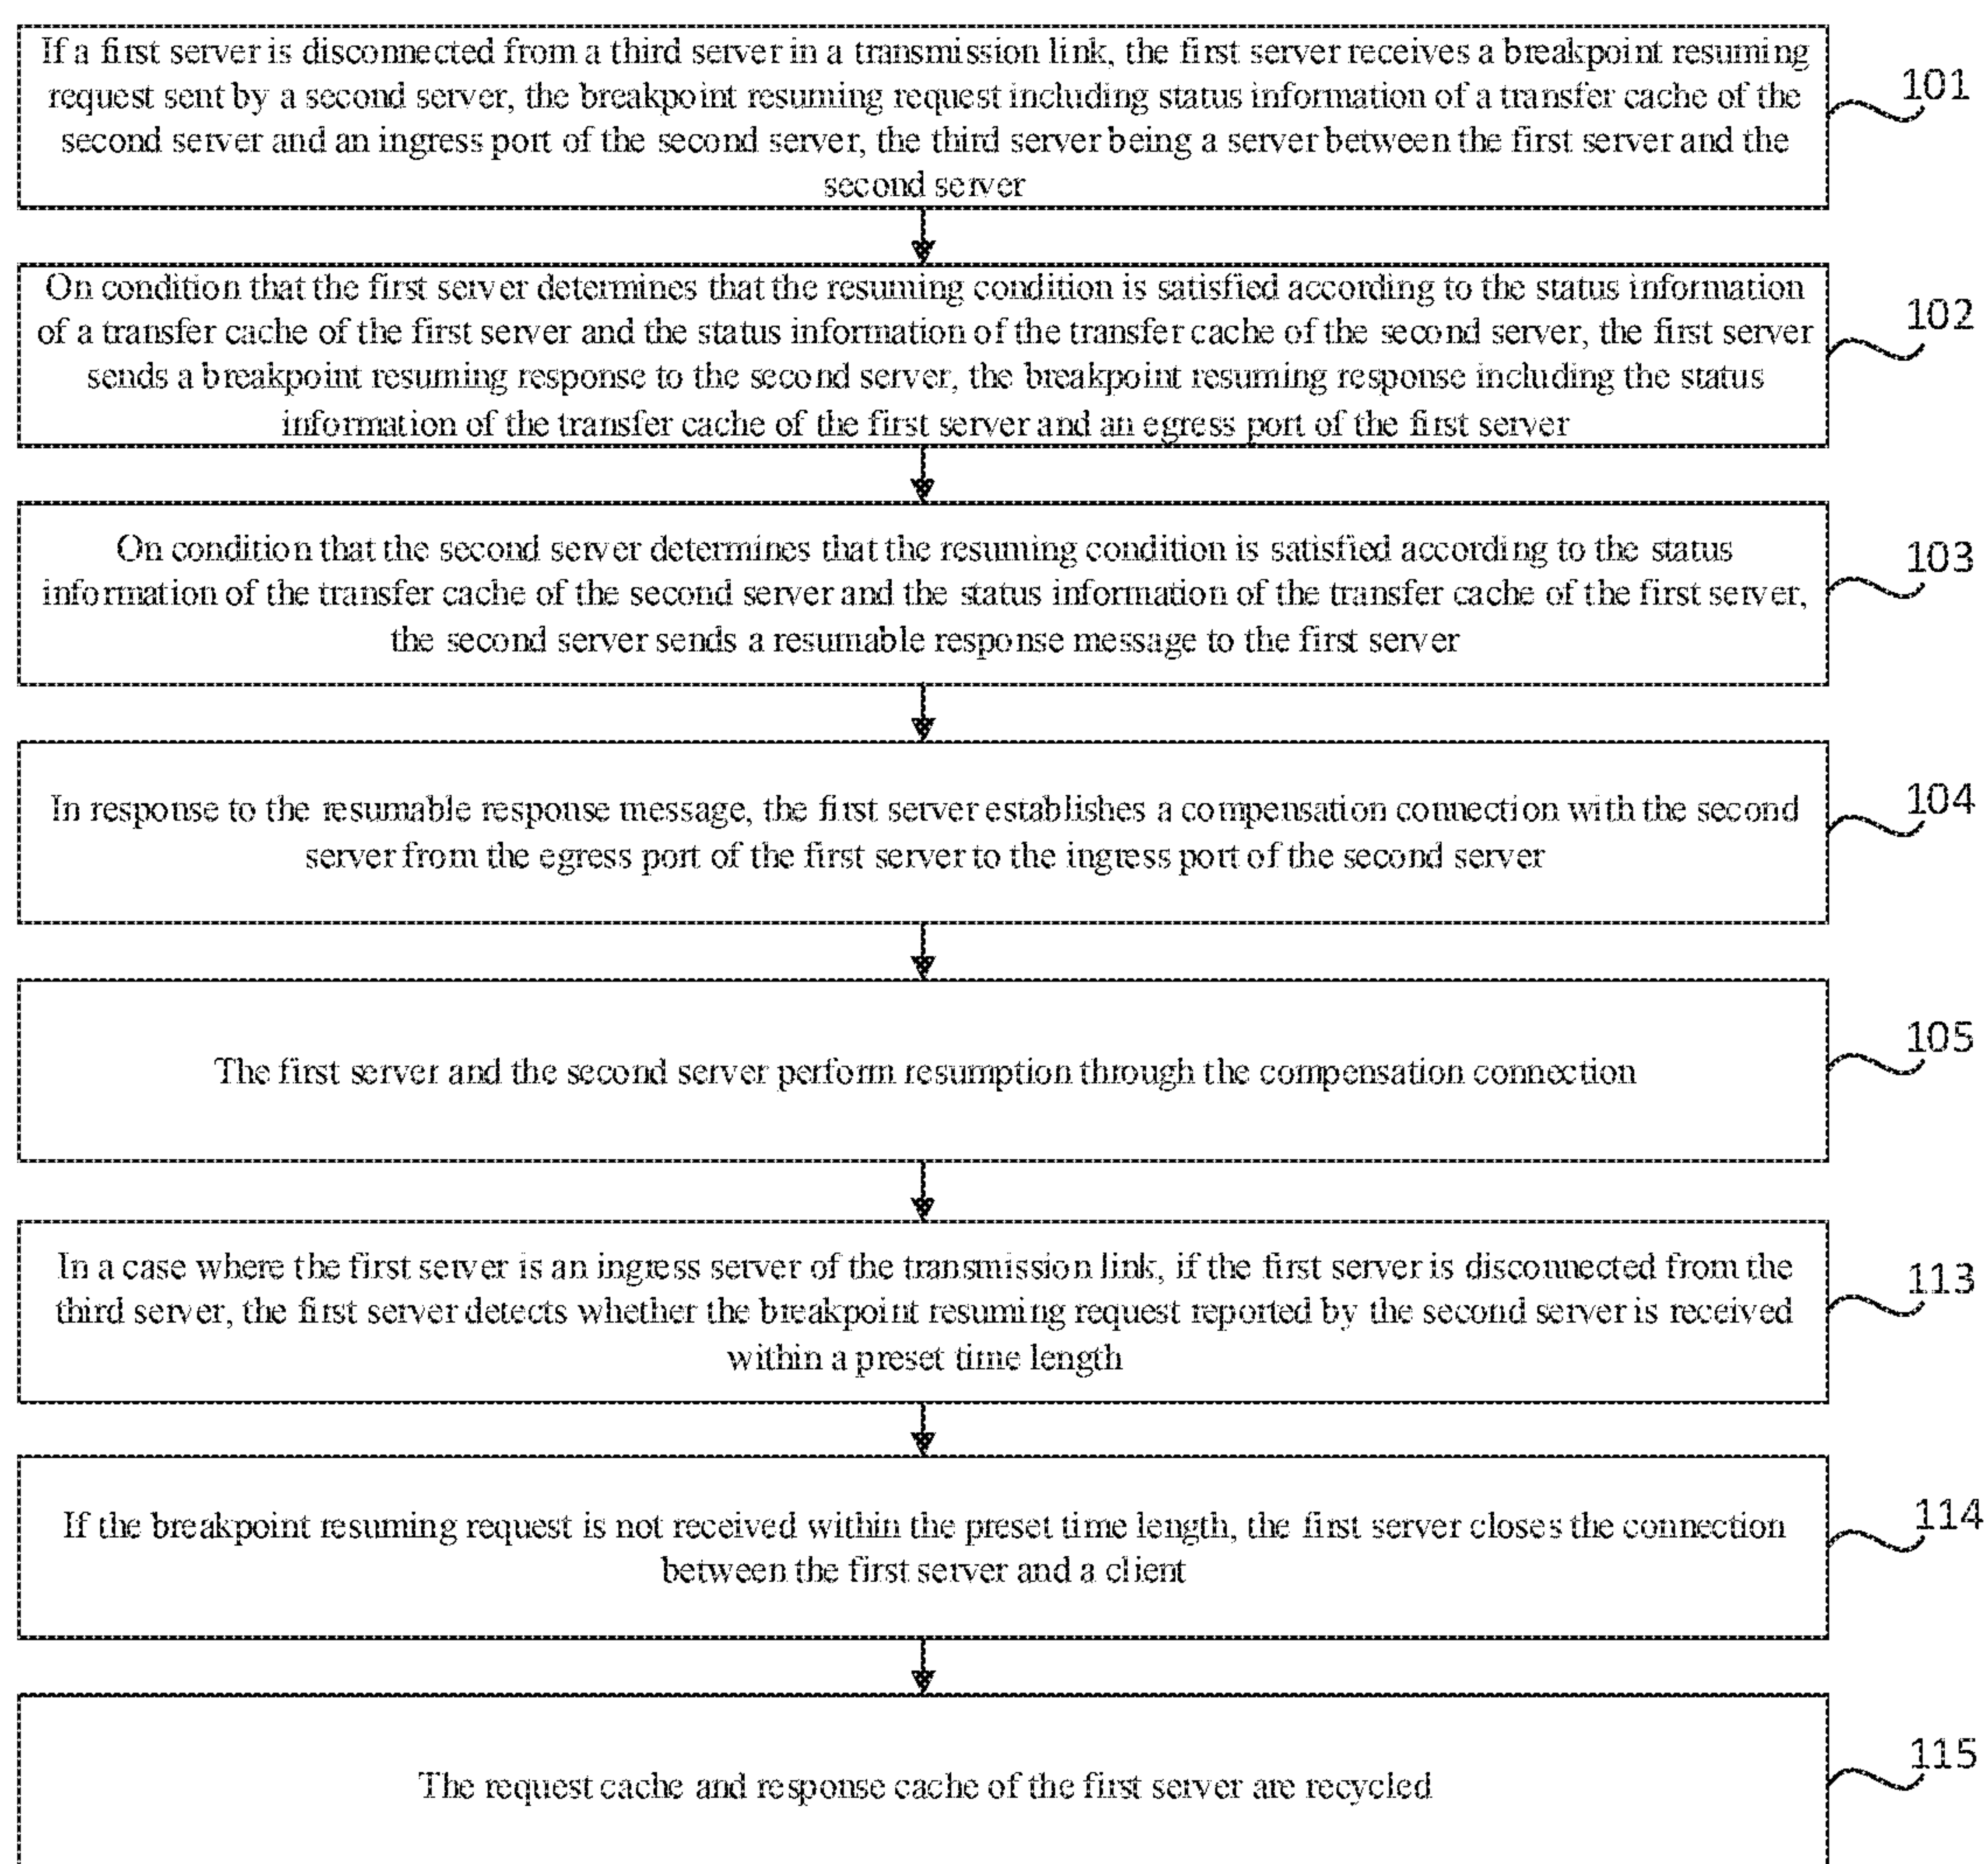 If a first server is disconnected from a third server in a transmission link, the first server receives a breakpoint resuming
request sent by a second server, the breakpoint resuming request including status information of a transfer cache of the
second server and an ingress port of the second server, the third server being a server between the first server and the
second server
101
On condition that the first server determines that the resuming condition is satisfied according to the status information
of a transfer cache of the first server and the status information of the transfer cache of the second server, the first server
sends a breakpoint resuming response to the second server, the breakpoint resuming response including the status
information of the transfer cache of the first server and an egress port of the first server
102
On condition that the second server determines that the resuming condition is satisfied according to the status
information of the transfer cache of the second server and the status information of the transfer cache of the first server,
the second server sends a resumable response message to the first server
103
In response to the resumable response message, the first server establishes a compensation connection with the second
server from the egress port of the first server to the ingress port of the second server
104
The first server and the second server perform resumption through the compensation connection
105
In a case where the first server is an ingress server of the transmission link, if the first server is disconnected from the
third server, the first server detects whether the breakpoint resuming request reported by the second server is received
within a preset time length
113
If the breakpoint resuming request is not received within the preset time length, the first server closes the connection
between the first server and a client
114
The request cache and response cache of the first server are recycled
115